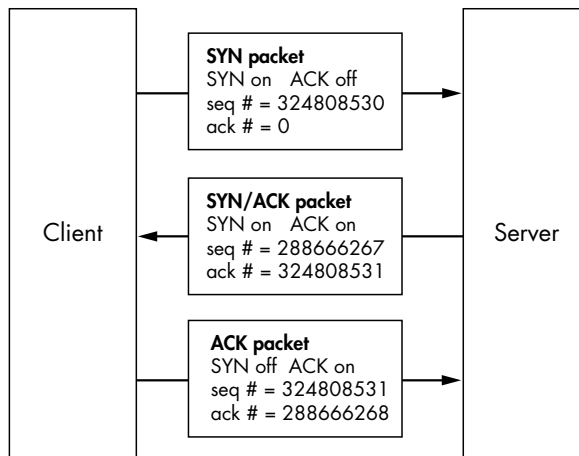 SYN packet
SYN on ACK off
seq # = 324808530
ack # = 0
SYN/ACK packet
SYN on ACK on
seq # = 288666267
ack # = 324808531
Client
Server
ACK packet
SYN off ACK on
seq # = 324808531
ack # = 288666268